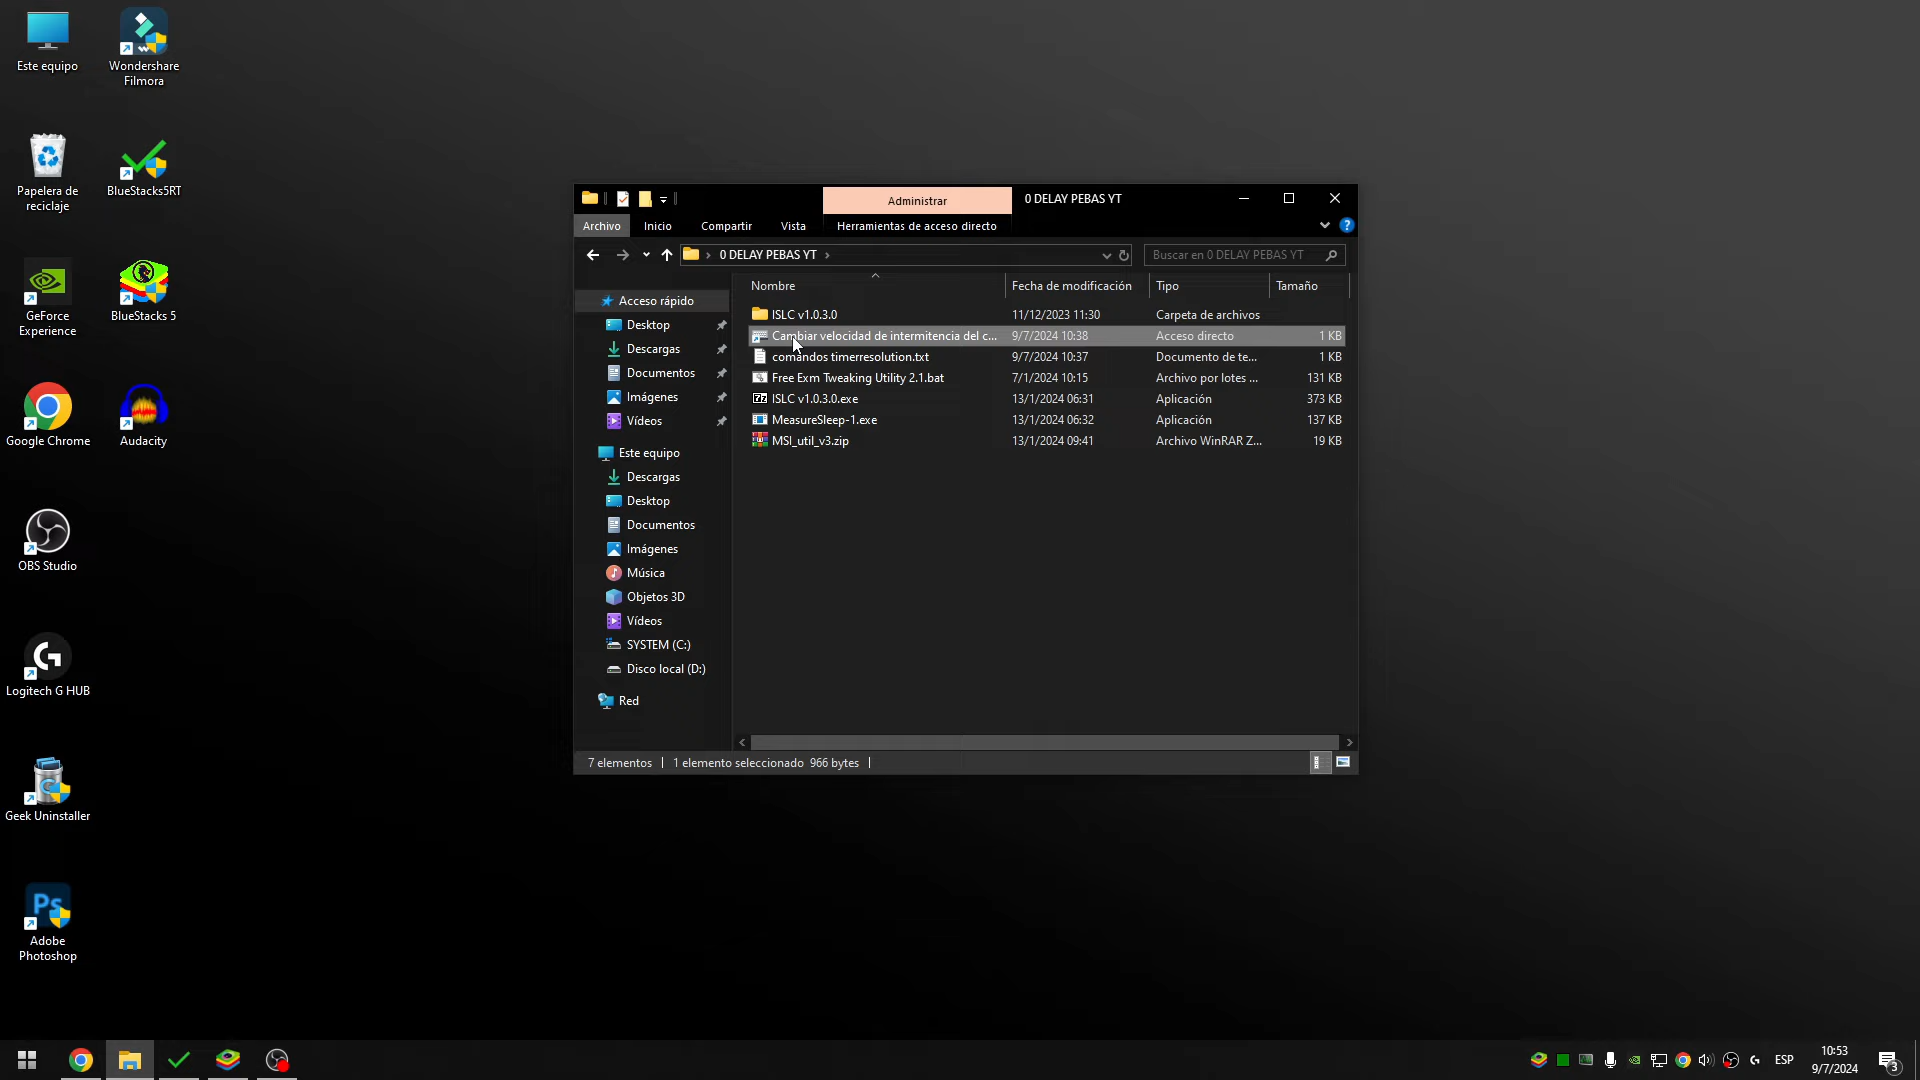 Este equipo
Wondershare
Filmora
Papelera de
reciclaje
BlueStacks5RT
GeForce
Experience
BlueStacks 5
Google Chrome
Audacity
OBS Studio
Logitech G HUB
Geek Uninstaller
Adobe
Photoshop
Administrar
0 DELAY PEBAS YT
Archivo
Inicio
Compartir
Vista
Herramientas de acceso directo
0 DELAY PEBAS YT
Buscar en 0 DELAY PEBAS YT
Nombre
Fecha de modificación
Tipo
Tamaño
Acceso rápido
Desktop
Descargas
Documentos
Imágenes
Vídeos
Este equipo
Descargas
Desktop
Documentos
Imágenes
Música
Objetos 3D
Vídeos
SYSTEM (C:)
Disco local (D:)
Red
ISLC v1.0.3.0 11/12/2023 11:30 Carpeta de archivos
Cambiar velocidad de intermitencia del c... 9/7/2024 10:38 Acceso directo 1 KB
comandos timerresolution.txt 9/7/2024 10:37 Documento de te... 1 KB
Free Exm Tweaking Utility 2.1.bat 7/1/2024 10:15 Archivo por lotes ... 131 KB
ISLC v1.0.3.0.exe 13/1/2024 06:31 Aplicación 373 KB
MeasureSleep-1.exe 13/1/2024 06:32 Aplicación 137 KB
MSI_util_v3.zip 13/1/2024 09:41 Archivo WinRAR Z... 19 KB
7 elementos
1 elemento seleccionado 966 bytes
ESP
10:53
9/7/2024
3